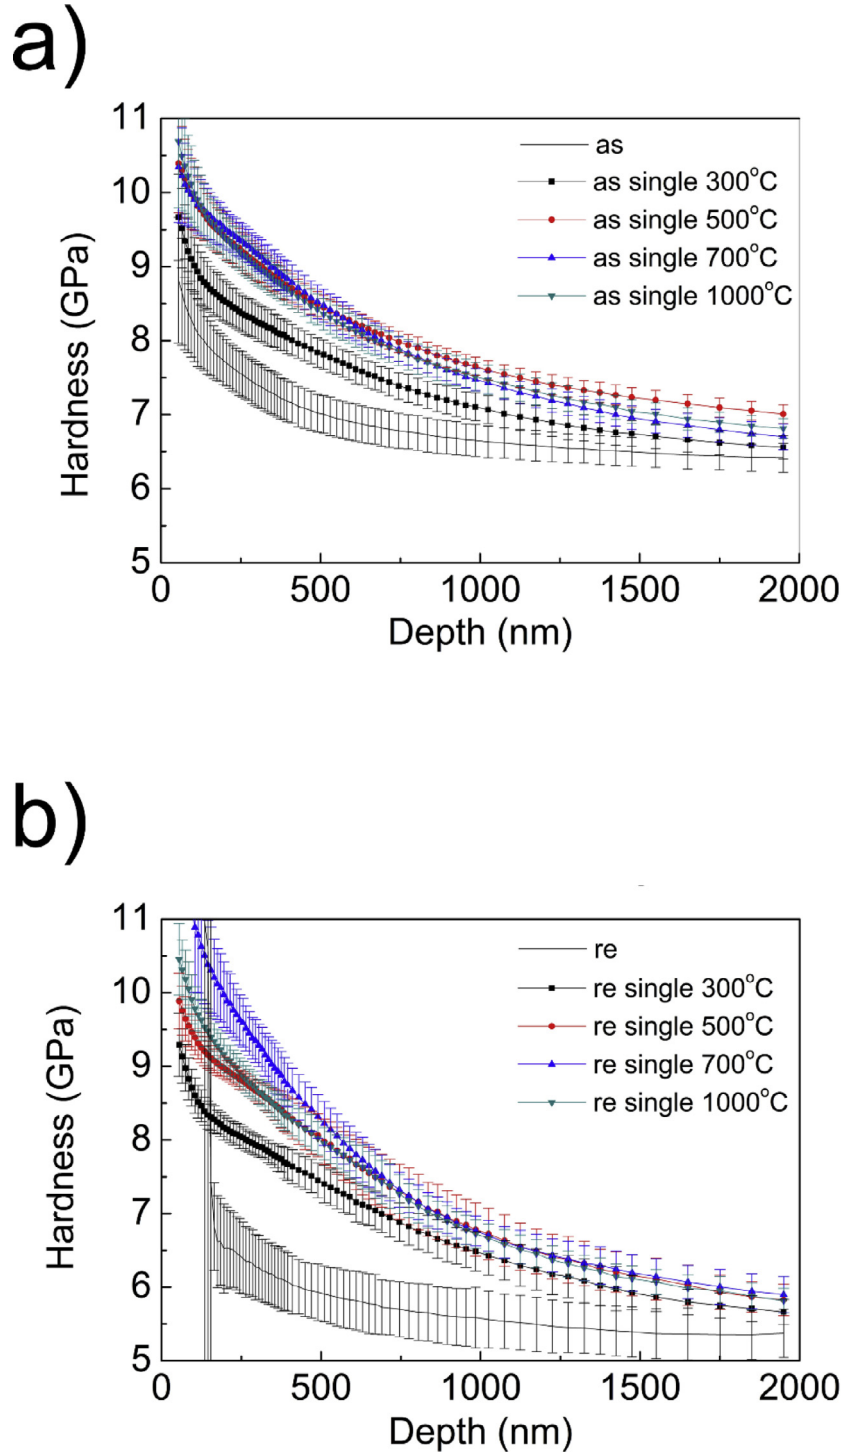 a)
11
10
9
8
7
6
5
Hardness (GPa)
as
as single 300°C
as single 500°C
as single 700°C
as single 1000°C
0 500 1000 1500 2000
Depth (nm)
b)
11
10
9
8
7
6
5
Hardness (GPa)
re
re single 300°C
re single 500°C
re single 700°C
re single 1000°C
0 500 1000 1500 2000
Depth (nm)